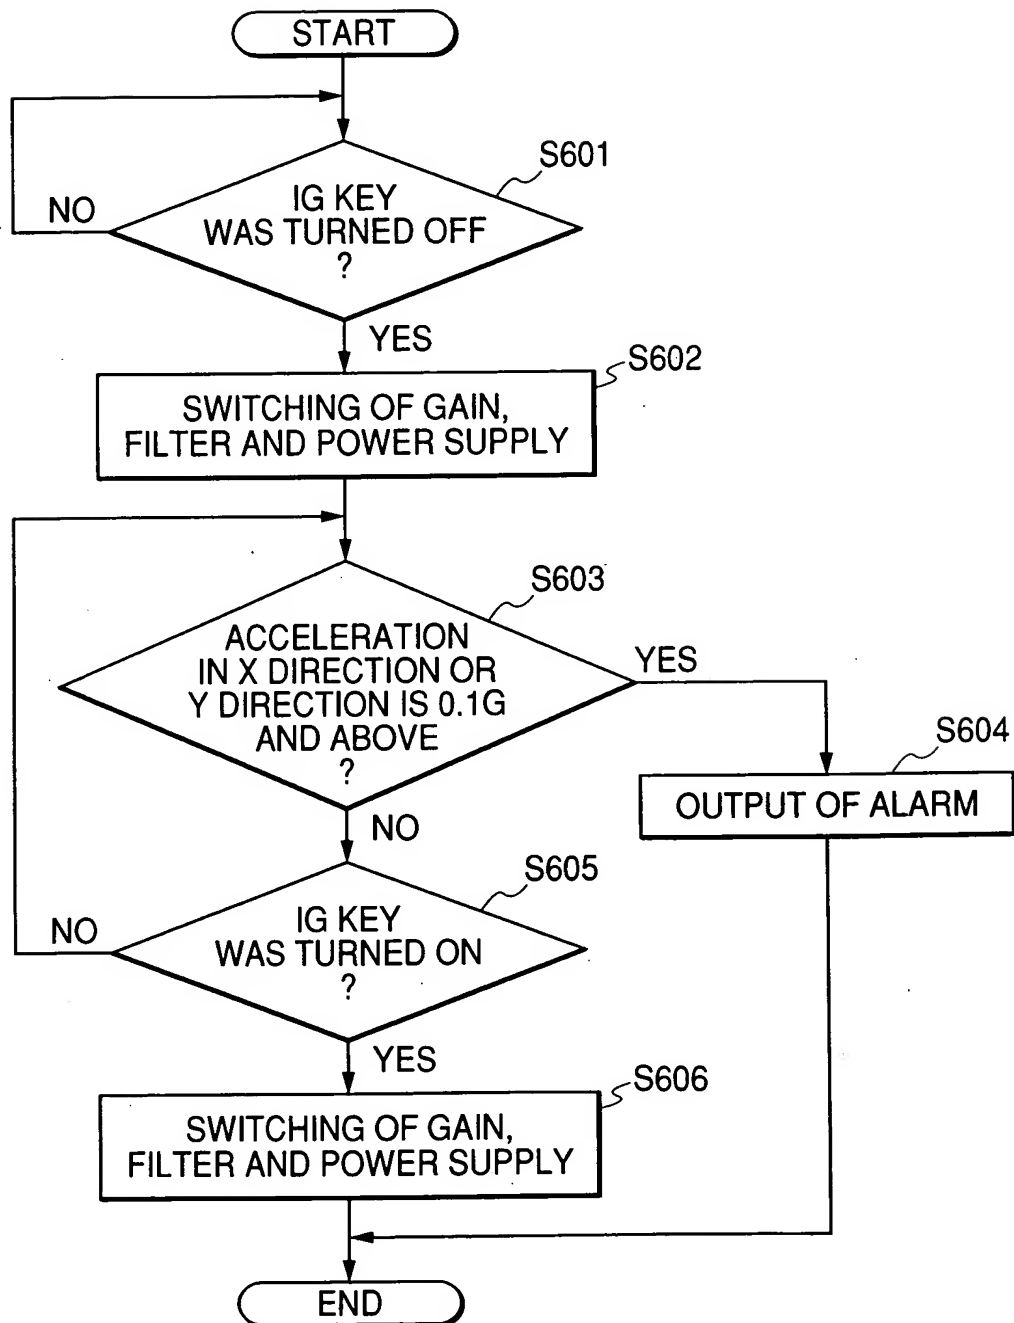 START
S601
IG KEY
WAS TURNED OFF
?
NO
YES
S602
SWITCHING OF GAIN,
FILTER AND POWER SUPPLY
S603
ACCELERATION
IN X DIRECTION OR
Y DIRECTION IS 0.1G
AND ABOVE
?
YES
S604
OUTPUT OF ALARM
NO
S605
IG KEY
WAS TURNED ON
?
NO
YES
S606
SWITCHING OF GAIN,
FILTER AND POWER SUPPLY
END